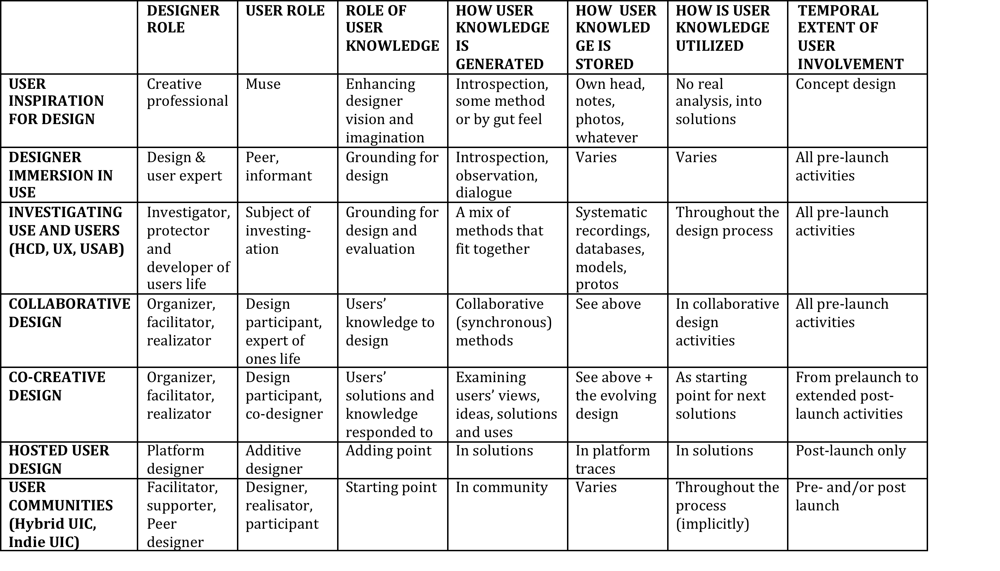 DESIGNER
ROLE
USER ROLE
ROLE OF
USER
KNOWLEDGE
HOW USER
KNOWLEDGE
IS
GENERATED
HOW USER
KNOWLED
GE IS
STORED
HOW IS USER
KNOWLEDGE
UTILIZED
TEMPORAL
EXTENT OF
USER
INVOLVEMENT
USER
INSPIRATION
FOR DESIGN
Creative
professional
Muse
Enhancing
designer
vision and
imagination
Introspection,
some method
or by gut feel
Own head,
notes,
photos,
whatever
No real
analysis, into
solutions
Concept design
DESIGNER
IMMERSION IN
USE
Design &
user expert
Peer,
informant
Grounding for
design
Introspection,
observation,
dialogue
Varies
Varies
All pre-launch
activities
INVESTIGATING
USE AND USERS
(HCD, UX, USAB)
Investigator,
protector
and
developer of
users life
Subject of
investing-
ation
Grounding for
design and
evaluation
A mix of
methods that
fit together
Systematic
recordings,
databases,
models,
protos
Throughout the
design process
All pre-launch
activities
COLLABORATIVE
DESIGN
Organizer,
facilitator,
realizator
Design
participant,
expert of
ones life
Users’
knowledge to
design
Collaborative
(synchronous)
methods
See above
In collaborative
design
activities
All pre-launch
activities
CO-CREATIVE
DESIGN
Organizer,
facilitator,
realizator
Design
participant,
co-designer
Users’
solutions and
knowledge
responded to
Examining
users’ views,
ideas, solutions
and uses
See above +
the evolving
design
As starting
point for next
solutions
From prelaunch to
extended post-
launch activities
HOSTED USER
DESIGN
Platform
designer
Additive
designer
Adding point
In solutions
In platform
traces
In solutions
Post-launch only
USER
COMMUNITIES
(Hybrid UIC,
Indie UIC)
Facilitator,
supporter,
Peer
designer
Designer,
realisator,
participant
Starting point
In community
Varies
Throughout the
process
(implicitly)
Pre- and/or post
launch